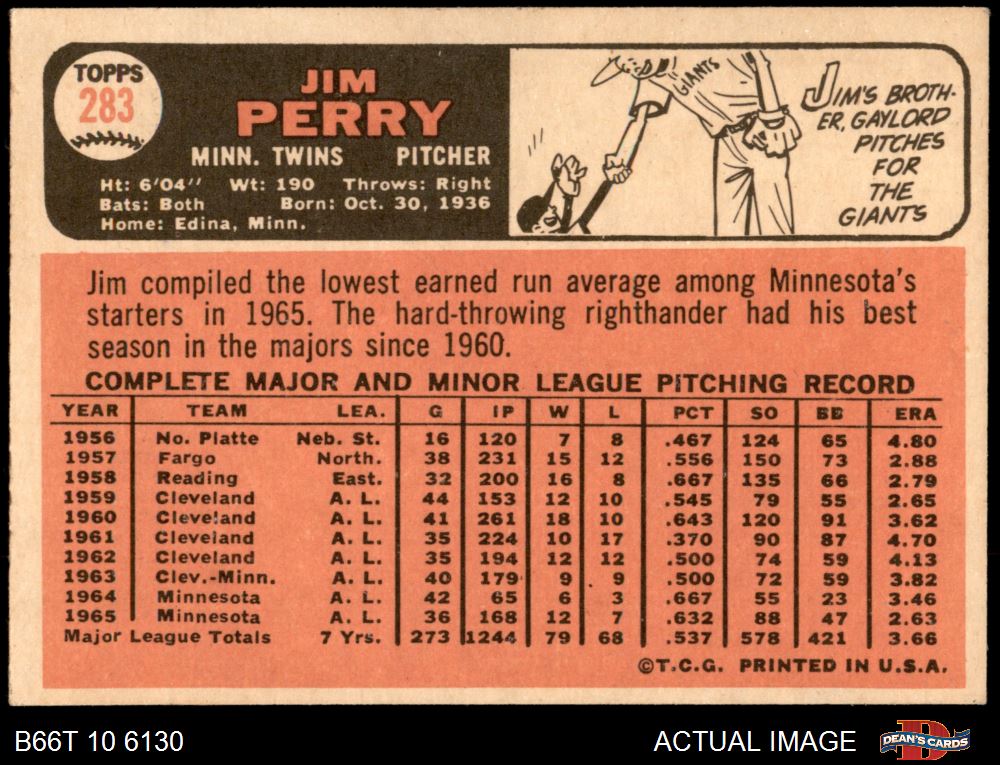 TOPPS
283
JIM
PERRY
MINN. TWINS PITCHER
Ht: 6'04" Wt: 190 Throws: Right
Bats: Both Born: Oct. 30, 1936
Home: Edina, Minn.
GIANTS
JIM'S BROTH-
ER, GAYLORD
PITCHES
FOR
THE
GIANTS
Jim compiled the lowest earned run average among Minnesota's
starters in 1965. The hard-throwing righthander had his best
season in the majors since 1960.
COMPLETE MAJOR AND MINOR LEAGUE PITCHING RECORD
YEAR TEAM LEA. G IP W L PCT SO BB ERA
1956 No. Platte Neb. St. 16 120 7 8 .467 124 65 4.80
1957 Fargo North. 38 231 15 12 .556 150 73 2.88
1958 Reading East. 32 200 16 8 .667 135 66 2.79
1959 Cleveland A. L. 44 153 12 10 .545 79 55 2.65
1960 Cleveland A. L. 41 261 18 10 .643 120 91 3.62
1961 Cleveland A. L. 35 224 10 17 .370 90 87 4.70
1962 Cleveland A. L. 35 194 12 12 .500 74 59 4.13
1963 Clev.-Minn. A. L. 40 179 9 9 .500 72 59 3.82
1964 Minnesota A. L. 42 65 6 3 .667 55 23 3.46
1965 Minnesota A. L. 36 168 12 7 .632 88 47 2.63
Major League Totals 7 Yrs. 273 1244 79 68 .537 578 421 3.66
©T.C.G. PRINTED IN U.S.A.
B66T 10 6130
ACTUAL IMAGE
D
DEAN'S CARDS